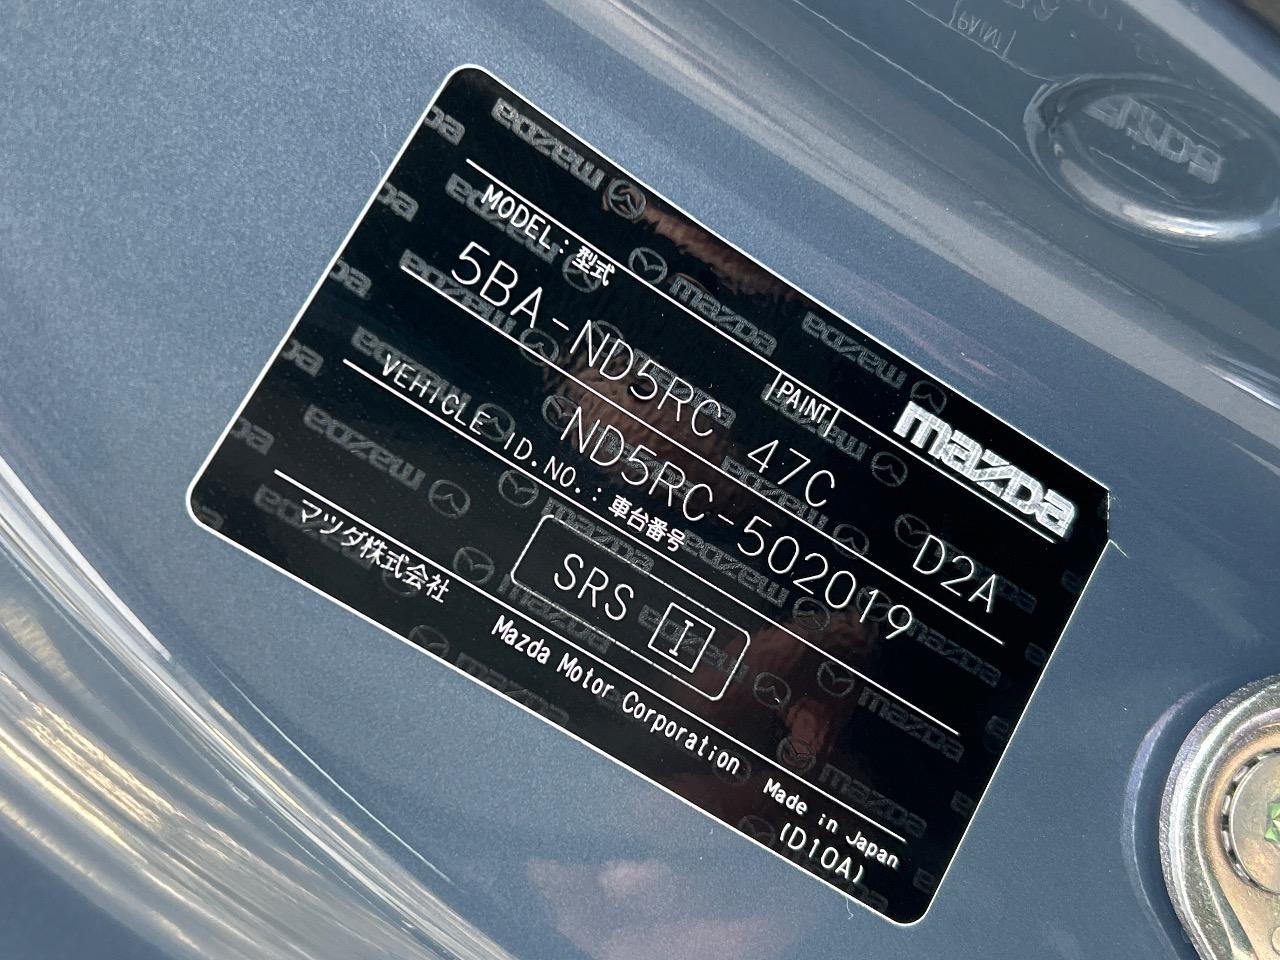 mazda
MODEL:型式
PAINT
5BA-ND5RC 47C D2A
ND5RC-502019
VEHICLE ID.NO.:車台番号
SRS I
マツダ株式会社
Mazda Motor Corporation
Made in Japan
(D10A)